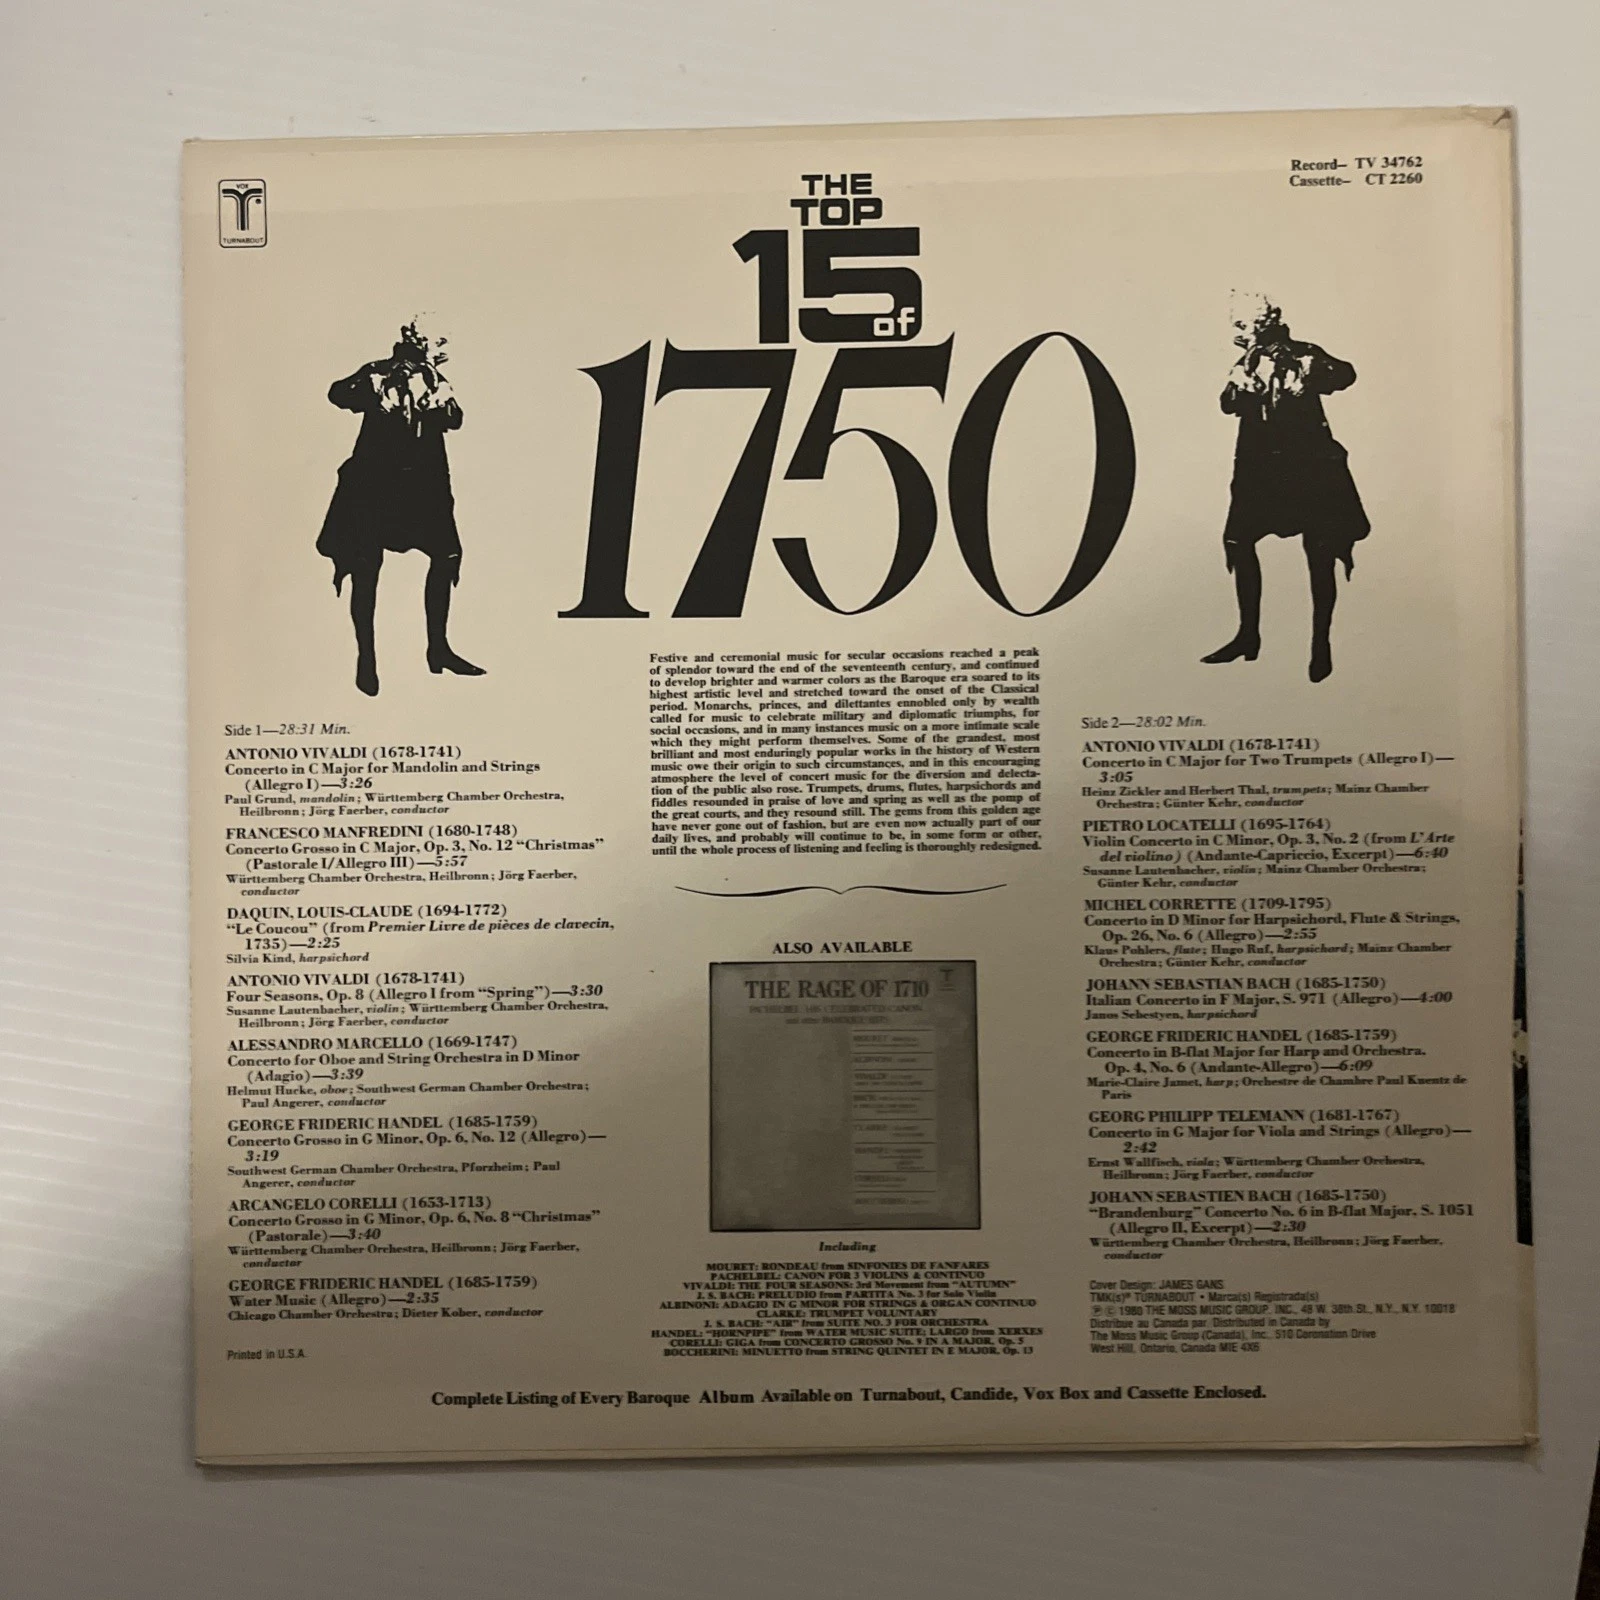 VOX
TURNABOUT
Record— TV 34762
Cassette— CT 2260
THE
TOP
15
of
1750
Festive and ceremonial music for secular occasions reached a peak
of splendor toward the end of the seventeenth century, and continued
to develop brighter and warmer colors as the Baroque era soared to its
highest artistic level and stretched toward the onset of the Classical
period. Monarchs, princes, and dilettantes ennobled only by wealth
called for music to celebrate military and diplomatic triumphs, for
social occasions, and in many instances music on a more intimate scale
which they might perform themselves. Some of the grandest, most
brilliant and most enduringly popular works in the history of Western
music owe their origin to such circumstances, and in this encouraging
atmosphere the level of concert music for the diversion and delecta-
tion of the public also rose. Trumpets, drums, flutes, harpsichords and
fiddles resounded in praise of love and spring as well as the pomp of
the great courts, and they resound still. The gems from this golden age
have never gone out of fashion, but are even now actually part of our
daily lives, and probably will continue to be, in some form or other,
until the whole process of listening and feeling is thoroughly redesigned.
Side 1—28:31 Min.
ANTONIO VIVALDI (1678-1741)
Concerto in C Major for Mandolin and Strings
(Allegro I)—3:26
Paul Grund, mandolin; Württemberg Chamber Orchestra,
Heilbronn; Jörg Faerber, conductor
FRANCESCO MANFREDINI (1680-1748)
Concerto Grosso in C Major, Op. 3, No. 12 "Christmas"
(Pastorale I/Allegro III)—5:57
Württemberg Chamber Orchestra, Heilbronn; Jörg Faerber,
conductor
DAQUIN, LOUIS-CLAUDE (1694-1772)
"Le Coucou" (from Premier Livre de pièces de clavecin,
1735)—2:25
Silvia Kind, harpsichord
ANTONIO VIVALDI (1678-1741)
Four Seasons, Op. 8 (Allegro I from "Spring")—3:30
Susanne Lautenbacher, violin; Württemberg Chamber Orchestra,
Heilbronn; Jörg Faerber, conductor
ALESSANDRO MARCELLO (1669-1747)
Concerto for Oboe and String Orchestra in D Minor
(Adagio)—3:39
Helmut Hucke, oboe; Southwest German Chamber Orchestra;
Paul Angerer, conductor
GEORGE FRIDERIC HANDEL (1685-1759)
Concerto Grosso in G Minor, Op. 6, No. 12 (Allegro)—
3:19
Southwest German Chamber Orchestra, Pforzheim; Paul
Angerer, conductor
ARCANGELO CORELLI (1653-1713)
Concerto Grosso in G Minor, Op. 6, No. 8 "Christmas"
(Pastorale)—3:40
Württemberg Chamber Orchestra, Heilbronn; Jörg Faerber,
conductor
GEORGE FRIDERIC HANDEL (1685-1759)
Water Music (Allegro)—2:35
Chicago Chamber Orchestra; Dieter Kober, conductor
Printed in U.S.A.
ALSO AVAILABLE
THE RAGE OF 1710
Including
MOURET: RONDEAU from SINFONIES DE FANFARES
PACHELBEL: CANON FOR 3 VIOLINS & CONTINUO
VIVALDI: THE FOUR SEASONS: 3rd Movement from "AUTUMN"
J. S. BACH: PRELUDIO from PARTITA No. 3 for Solo Violin
ALBINONI: ADAGIO IN G MINOR FOR STRINGS & ORGAN CONTINUO
CLARKE: TRUMPET VOLUNTARY
J. S. BACH: "AIR" from SUITE NO. 3 FOR ORCHESTRA
HANDEL: "HORNPIPE" from WATER MUSIC SUITE; LARGO from XERXES
CORELLI: GIGA from CONCERTO GROSSO No. 9 IN A MAJOR, Op. 5
BOCCHERINI: MINUETTO from STRING QUINTET IN E MAJOR, Op. 13
Side 2—28:02 Min.
ANTONIO VIVALDI (1678-1741)
Concerto in C Major for Two Trumpets (Allegro I)—
3:05
Heinz Zickler and Herbert Thal, trumpets; Mainz Chamber
Orchestra; Günter Kehr, conductor
PIETRO LOCATELLI (1695-1764)
Violin Concerto in C Minor, Op. 3, No. 2 (from L'Arte
del violino) (Andante-Capriccio, Excerpt)—6:40
Susanne Lautenbacher, violin; Mainz Chamber Orchestra;
Günter Kehr, conductor
MICHEL CORRETTE (1709-1795)
Concerto in D Minor for Harpsichord, Flute & Strings,
Op. 26, No. 6 (Allegro)—2:55
Klaus Pohlers, flute; Hugo Ruf, harpsichord; Mainz Chamber
Orchestra; Günter Kehr, conductor
JOHANN SEBASTIAN BACH (1685-1750)
Italian Concerto in F Major, S. 971 (Allegro)—4:00
Janos Sebestyen, harpsichord
GEORGE FRIDERIC HANDEL (1685-1759)
Concerto in B-flat Major for Harp and Orchestra,
Op. 4, No. 6 (Andante-Allegro)—6:09
Marie-Claire Jamet, harp; Orchestre de Chambre Paul Kuentz de
Paris
GEORG PHILIPP TELEMANN (1681-1767)
Concerto in G Major for Viola and Strings (Allegro)—
2:42
Ernst Wallfisch, viola; Württemberg Chamber Orchestra,
Heilbronn; Jörg Faerber, conductor
JOHANN SEBASTIEN BACH (1685-1750)
"Brandenburg" Concerto No. 6 in B-flat Major, S. 1051
(Allegro II, Excerpt)—2:30
Württemberg Chamber Orchestra, Heilbronn; Jörg Faerber,
conductor
Cover Design: JAMES GANS
TMK(s)® TURNABOUT • Marca(s) Registrada(s)
℗ © 1980 THE MOSS MUSIC GROUP, INC., 48 W. 38th St., N.Y., N.Y. 10018
Distribue au Canada par/Distributed in Canada by
The Moss Music Group (Canada), Inc., 510 Coronation Drive
West Hill, Ontario, Canada M1E 4X6
Complete Listing of Every Baroque Album Available on Turnabout, Candide, Vox Box and Cassette Enclosed.